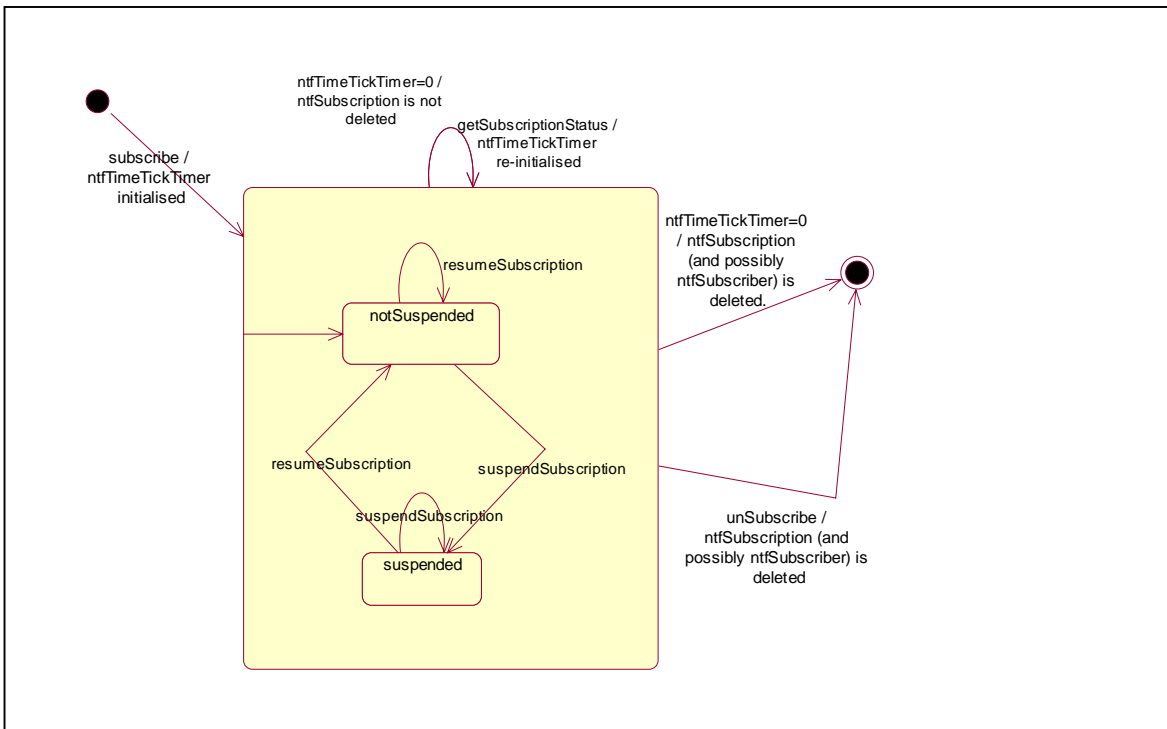 ntfTimeTickTimer=0 /
ntfSubscription is not
deleted
getSubscriptionStatus /
ntfTimeTickTimer
re-initialised
subscribe /
ntfTimeTickTimer
initialised
ntfTimeTickTimer=0
/ ntfSubscription
(and possibly
ntfSubscriber) is
deleted.
resumeSubscription
notSuspended
resumeSubscription
suspendSubscription
suspendSubscription
suspended
unSubscribe /
ntfSubscription (and
possibly ntfSubscriber) is
deleted